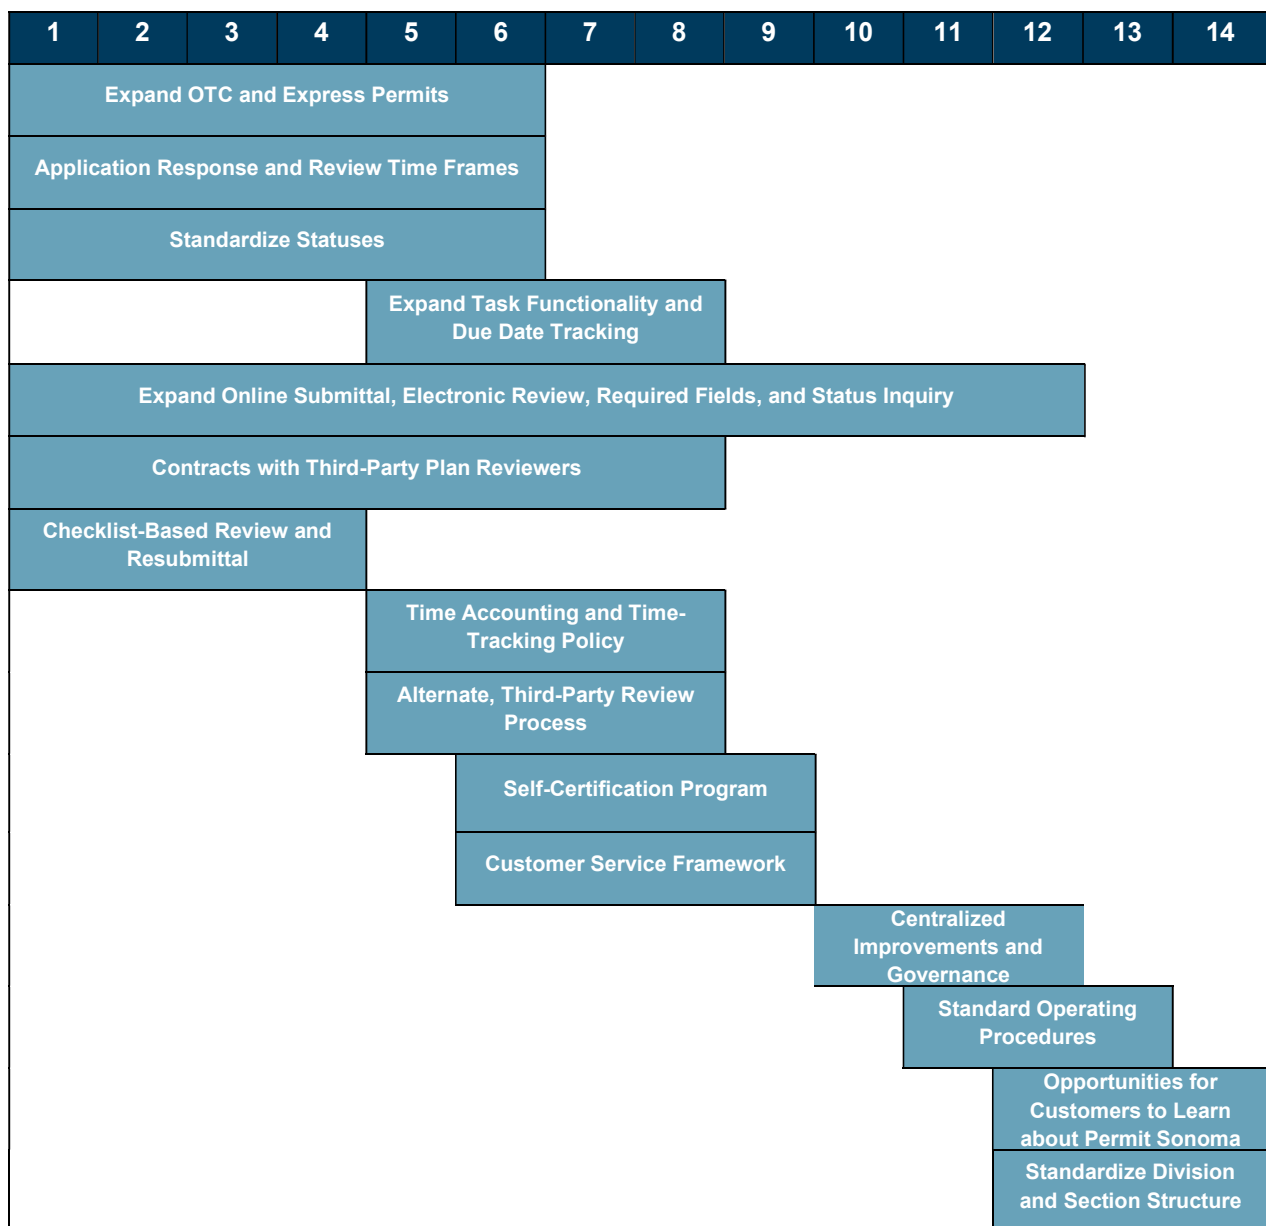 1 2 3 4 5 6 7 8 9 10 11 12 13 14
Expand OTC and Express Permits
Application Response and Review Time Frames
Standardize Statuses
Expand Task Functionality and
Due Date Tracking
Expand Online Submittal, Electronic Review, Required Fields, and Status Inquiry
Contracts with Third-Party Plan Reviewers
Checklist-Based Review and
Resubmittal
Time Accounting and Time-
Tracking Policy
Alternate, Third-Party Review
Process
Self-Certification Program
Customer Service Framework
Centralized
Improvements and
Governance
Standard Operating
Procedures
Opportunities for
Customers to Learn
about Permit Sonoma
Standardize Division
and Section Structure